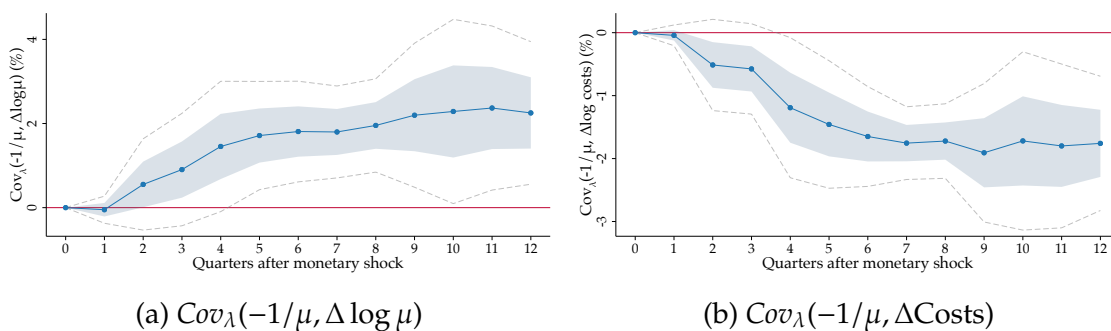 Cov_λ(-1/μ, Δlogμ) (%)
4
2
0
0 1 2 3 4 5 6 7 8 9 10 11 12
Quarters after monetary shock
(a) Cov_λ(−1/μ, Δ log μ)
Cov_λ(-1/μ, Δlog costs) (%)
-0
-1
-2
-3
0 1 2 3 4 5 6 7 8 9 10 11 12
Quarters after monetary shock
(b) Cov_λ(−1/μ, ΔCosts)